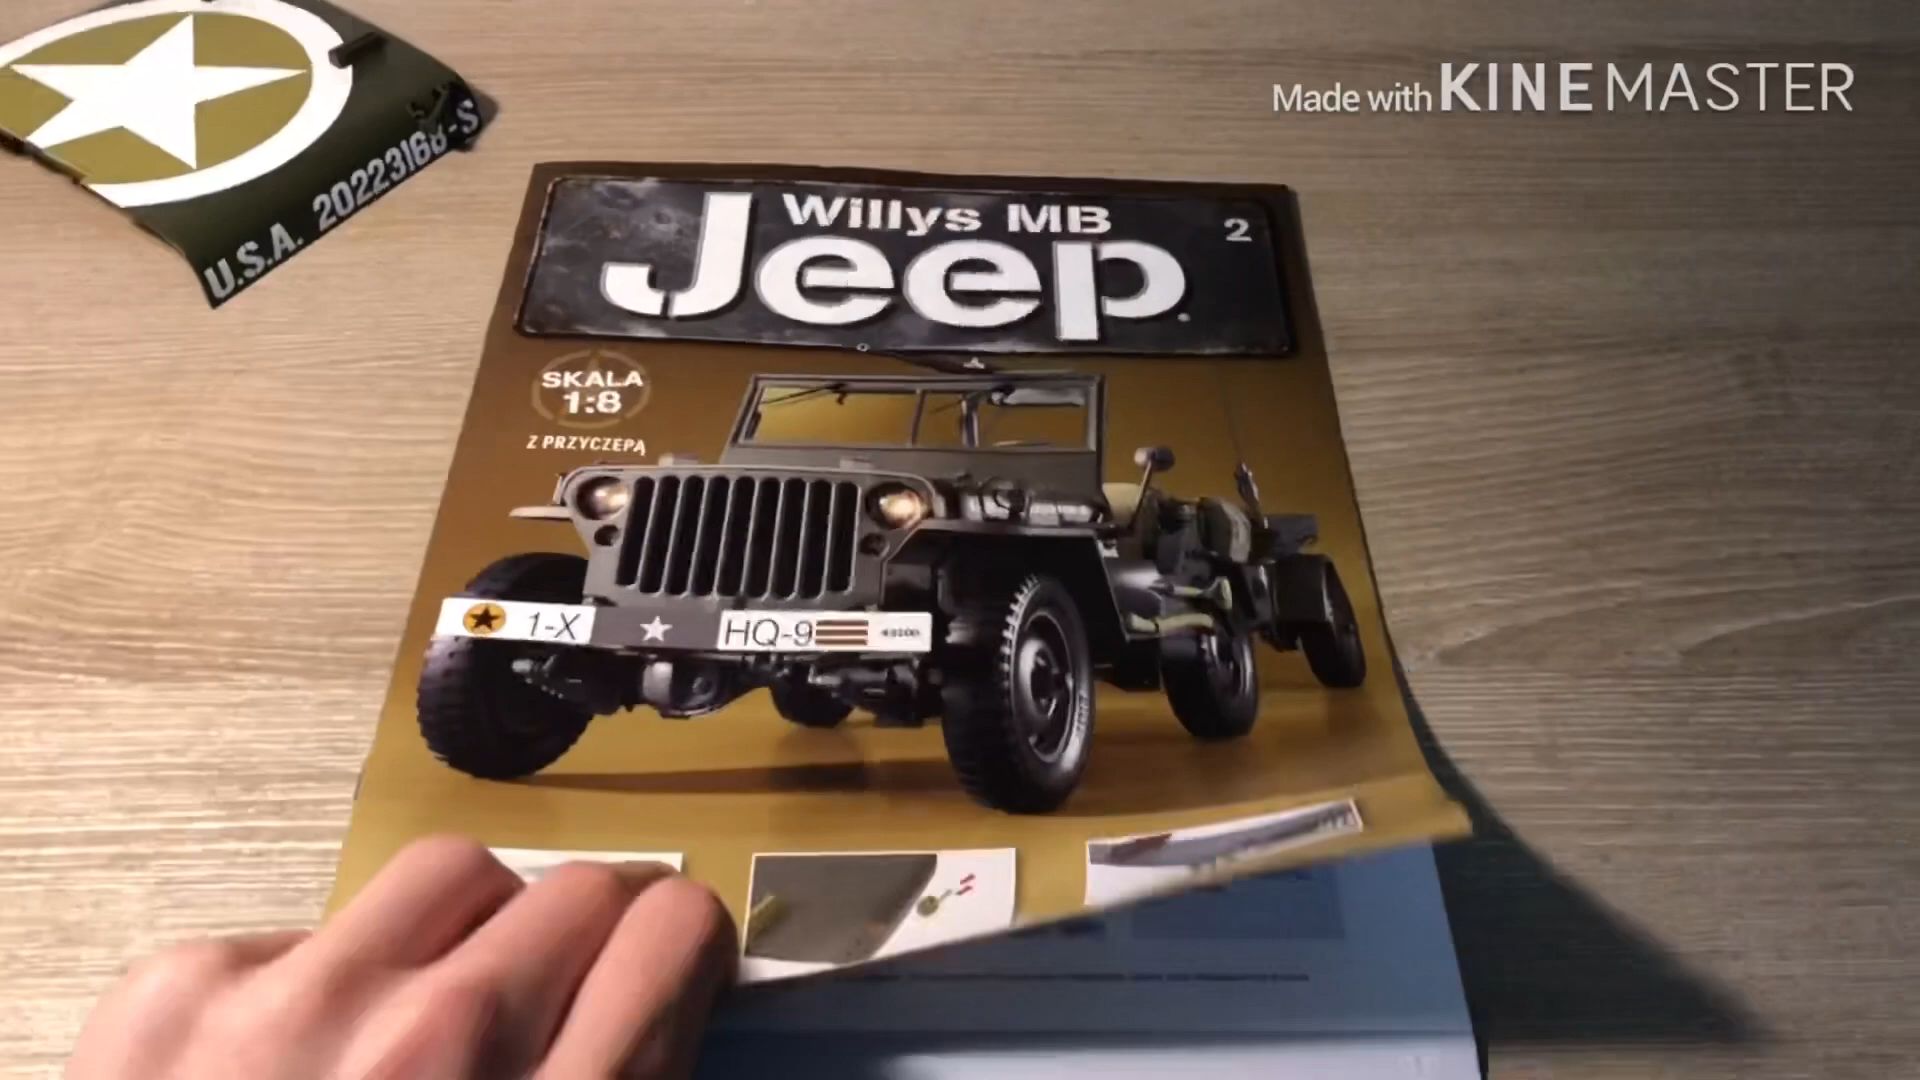 Made with KINEMASTER
U.S.A. 20223168-S
Willys MB
2
Jeep
SKALA
1:8
Z PRZYCZEPĄ
1-X
HQ-9